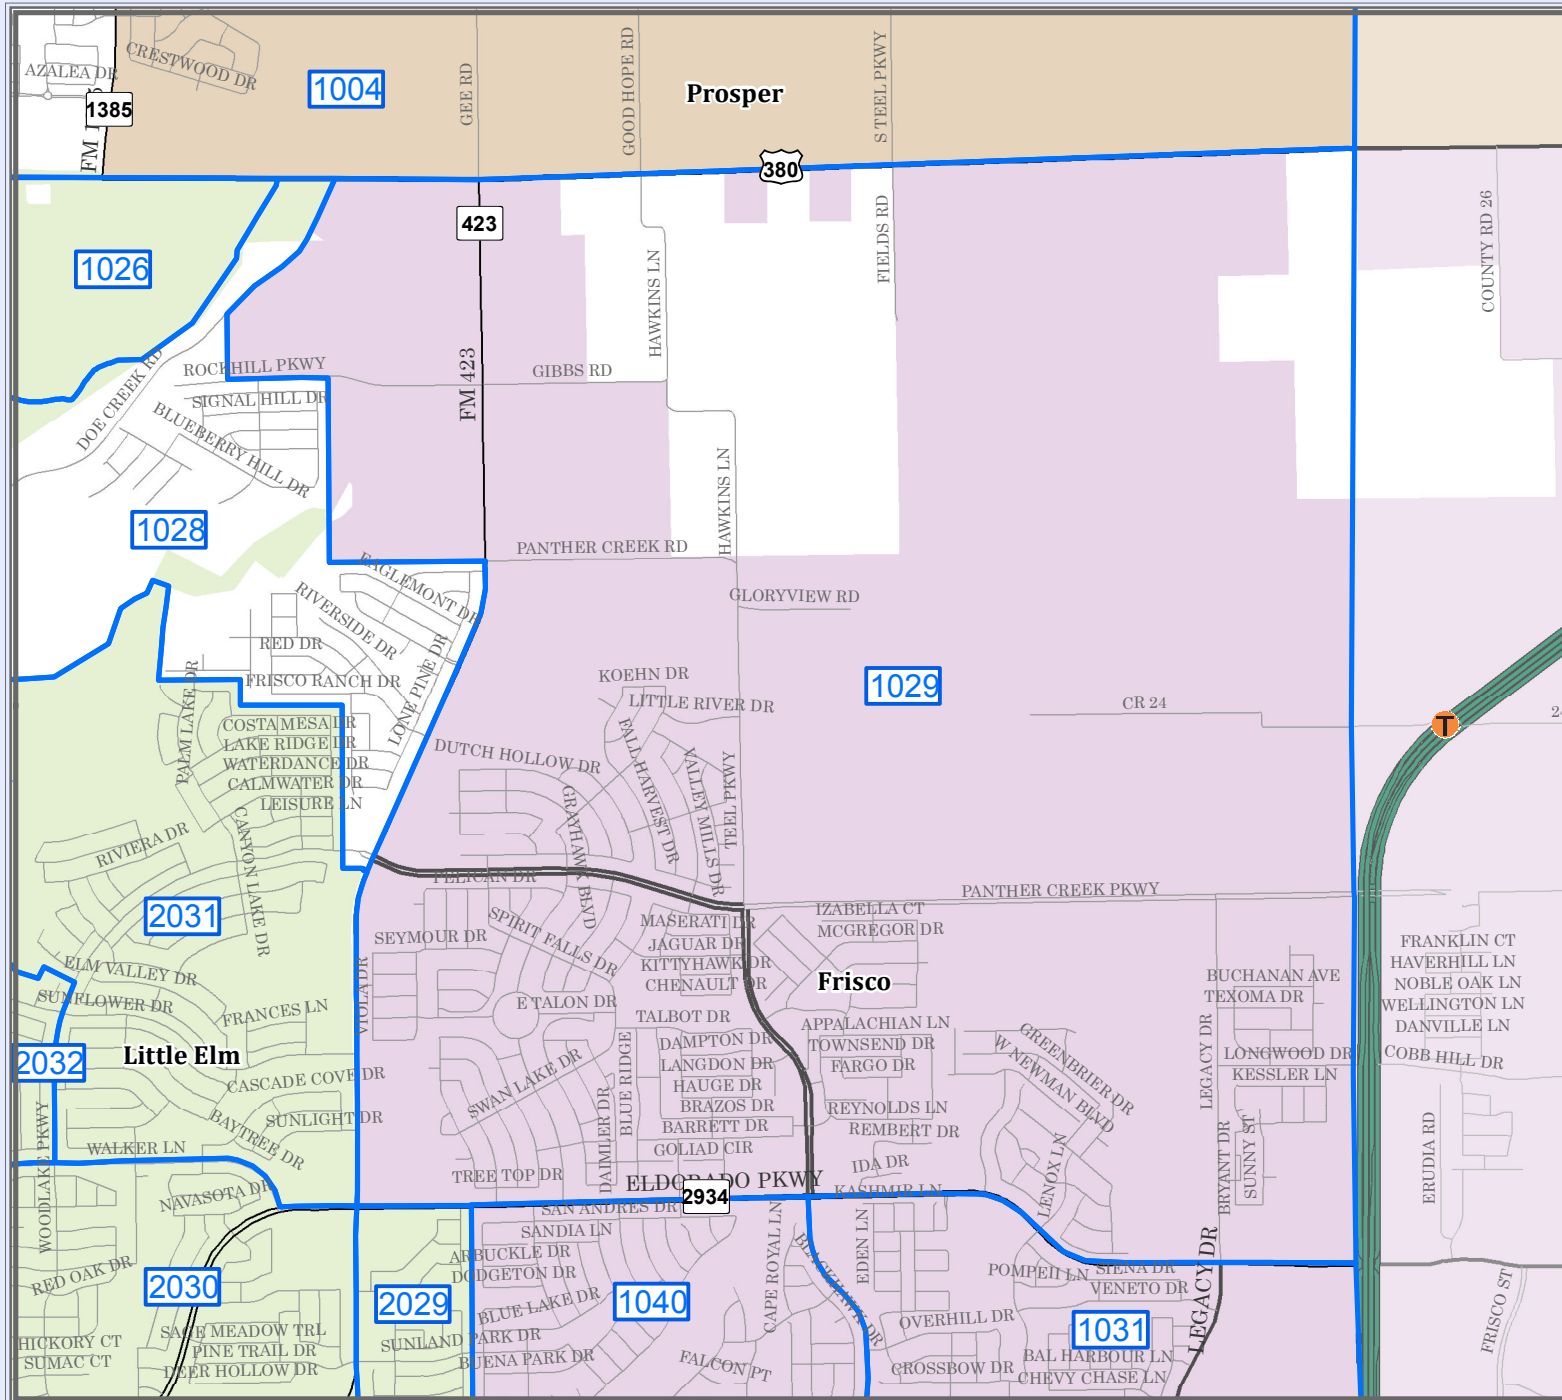 CRESTWOOD DR
AZALEA DR
1385
FM 1
1004
GEE RD
GOOD HOPE RD
Prosper
S TEEL PKWY
380
423
1026
HAWKINS LN
FIELDS RD
COUNTY RD 26
DOE CREEK RD
ROCKHILL PKWY
GIBBS RD
FM 423
SIGNAL HILL DR
BLUEBERRY HILL DR
HAWKINS LN
1028
PANTHER CREEK RD
EAGLEMONT DR
GLORYVIEW RD
RIVERSIDE DR
RED DR
FRISCO RANCH DR
LONE PINE DR
KOEHN DR
1029
LITTLE RIVER DR
CR 24
T
24
PALM LAKE DR
COSTA MESA DR
LAKE RIDGE DR
WATERDANCE DR
CALMWATER DR
LEISURE LN
DUTCH HOLLOW DR
FALL HARVEST DR
VALLEY MILLS DR
TEEL PKWY
GRAYHAWK BLVD
RIVIERA DR
CANYON LAKE DR
PELICAN DR
PANTHER CREEK PKWY
2031
SPIRIT FALLS DR
MASERATI DR
IZABELLA CT
MCGREGOR DR
SEYMOUR DR
JAGUAR DR
KITTYHAWK DR
CHENAULT DR
FRANKLIN CT
HAVERHILL LN
NOBLE OAK LN
WELLINGTON LN
DANVILLE LN
ELM VALLEY DR
SUNFLOWER DR
FRANCES LN
VIOLA DR
E TALON DR
TALBOT DR
Frisco
BUCHANAN AVE
TEXOMA DR
APPALACHIAN LN
TOWNSEND DR
FARGO DR
GREENBRIER DR
W NEWMAN BLVD
LEGACY DR
LONGWOOD DR
KESSLER LN
COBB HILL DR
2032
Little Elm
CASCADE COVE DR
SWAN LAKE DR
BLUE RIDGE
DAMPTON DR
LANGDON DR
HAUGE DR
BRAZOS DR
BARRETT DR
GOLIAD CIR
REYNOLDS LN
REMBERT DR
WOODLAKE PKWY
WALKER LN
BAYTREE DR
SUNLIGHT DR
DAIMLER DR
BRYANT DR
SUNNY ST
ERUDIA RD
NAVASOTA DR
TREE TOP DR
ELDORADO PKWY
2934
IDA DR
KASHMIR LN
LENOX LN
SAN ANDRES DR
SANDIA LN
ARBUCKLE DR
DODGETON DR
CAPE ROYAL LN
BLACKHAWK DR
EDEN LN
POMPEII LN
SIENA DR
VENETO DR
LEGACY DR
RED OAK DR
2030
2029
BLUE LAKE DR
1040
OVERHILL DR
1031
FRISCO ST
HICKORY CT
SUMAC CT
SAGE MEADOW TRL
PINE TRAIL DR
DEER HOLLOW DR
SUNLAND PARK DR
BUENA PARK DR
FALCON PT
CROSSBOW DR
BAL HARBOUR LN
CHEVY CHASE LN